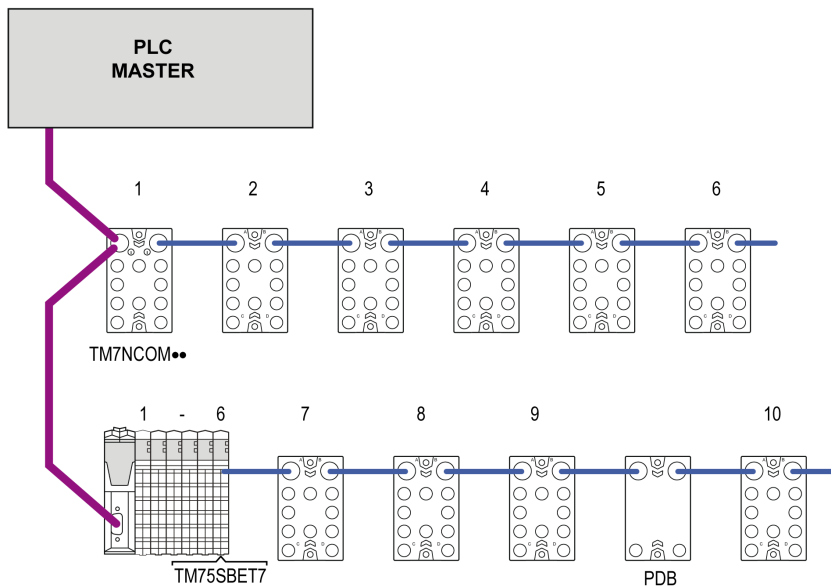 PLC
MASTER
1 2 3 4 5 6
A B A B A B A B A B
C D C D C D C D C D
TM7NCOM●●
1 - 6 7 8 9 10
A B A B A B A B A B
C D C D C D C D
TM75SBET7
PDB